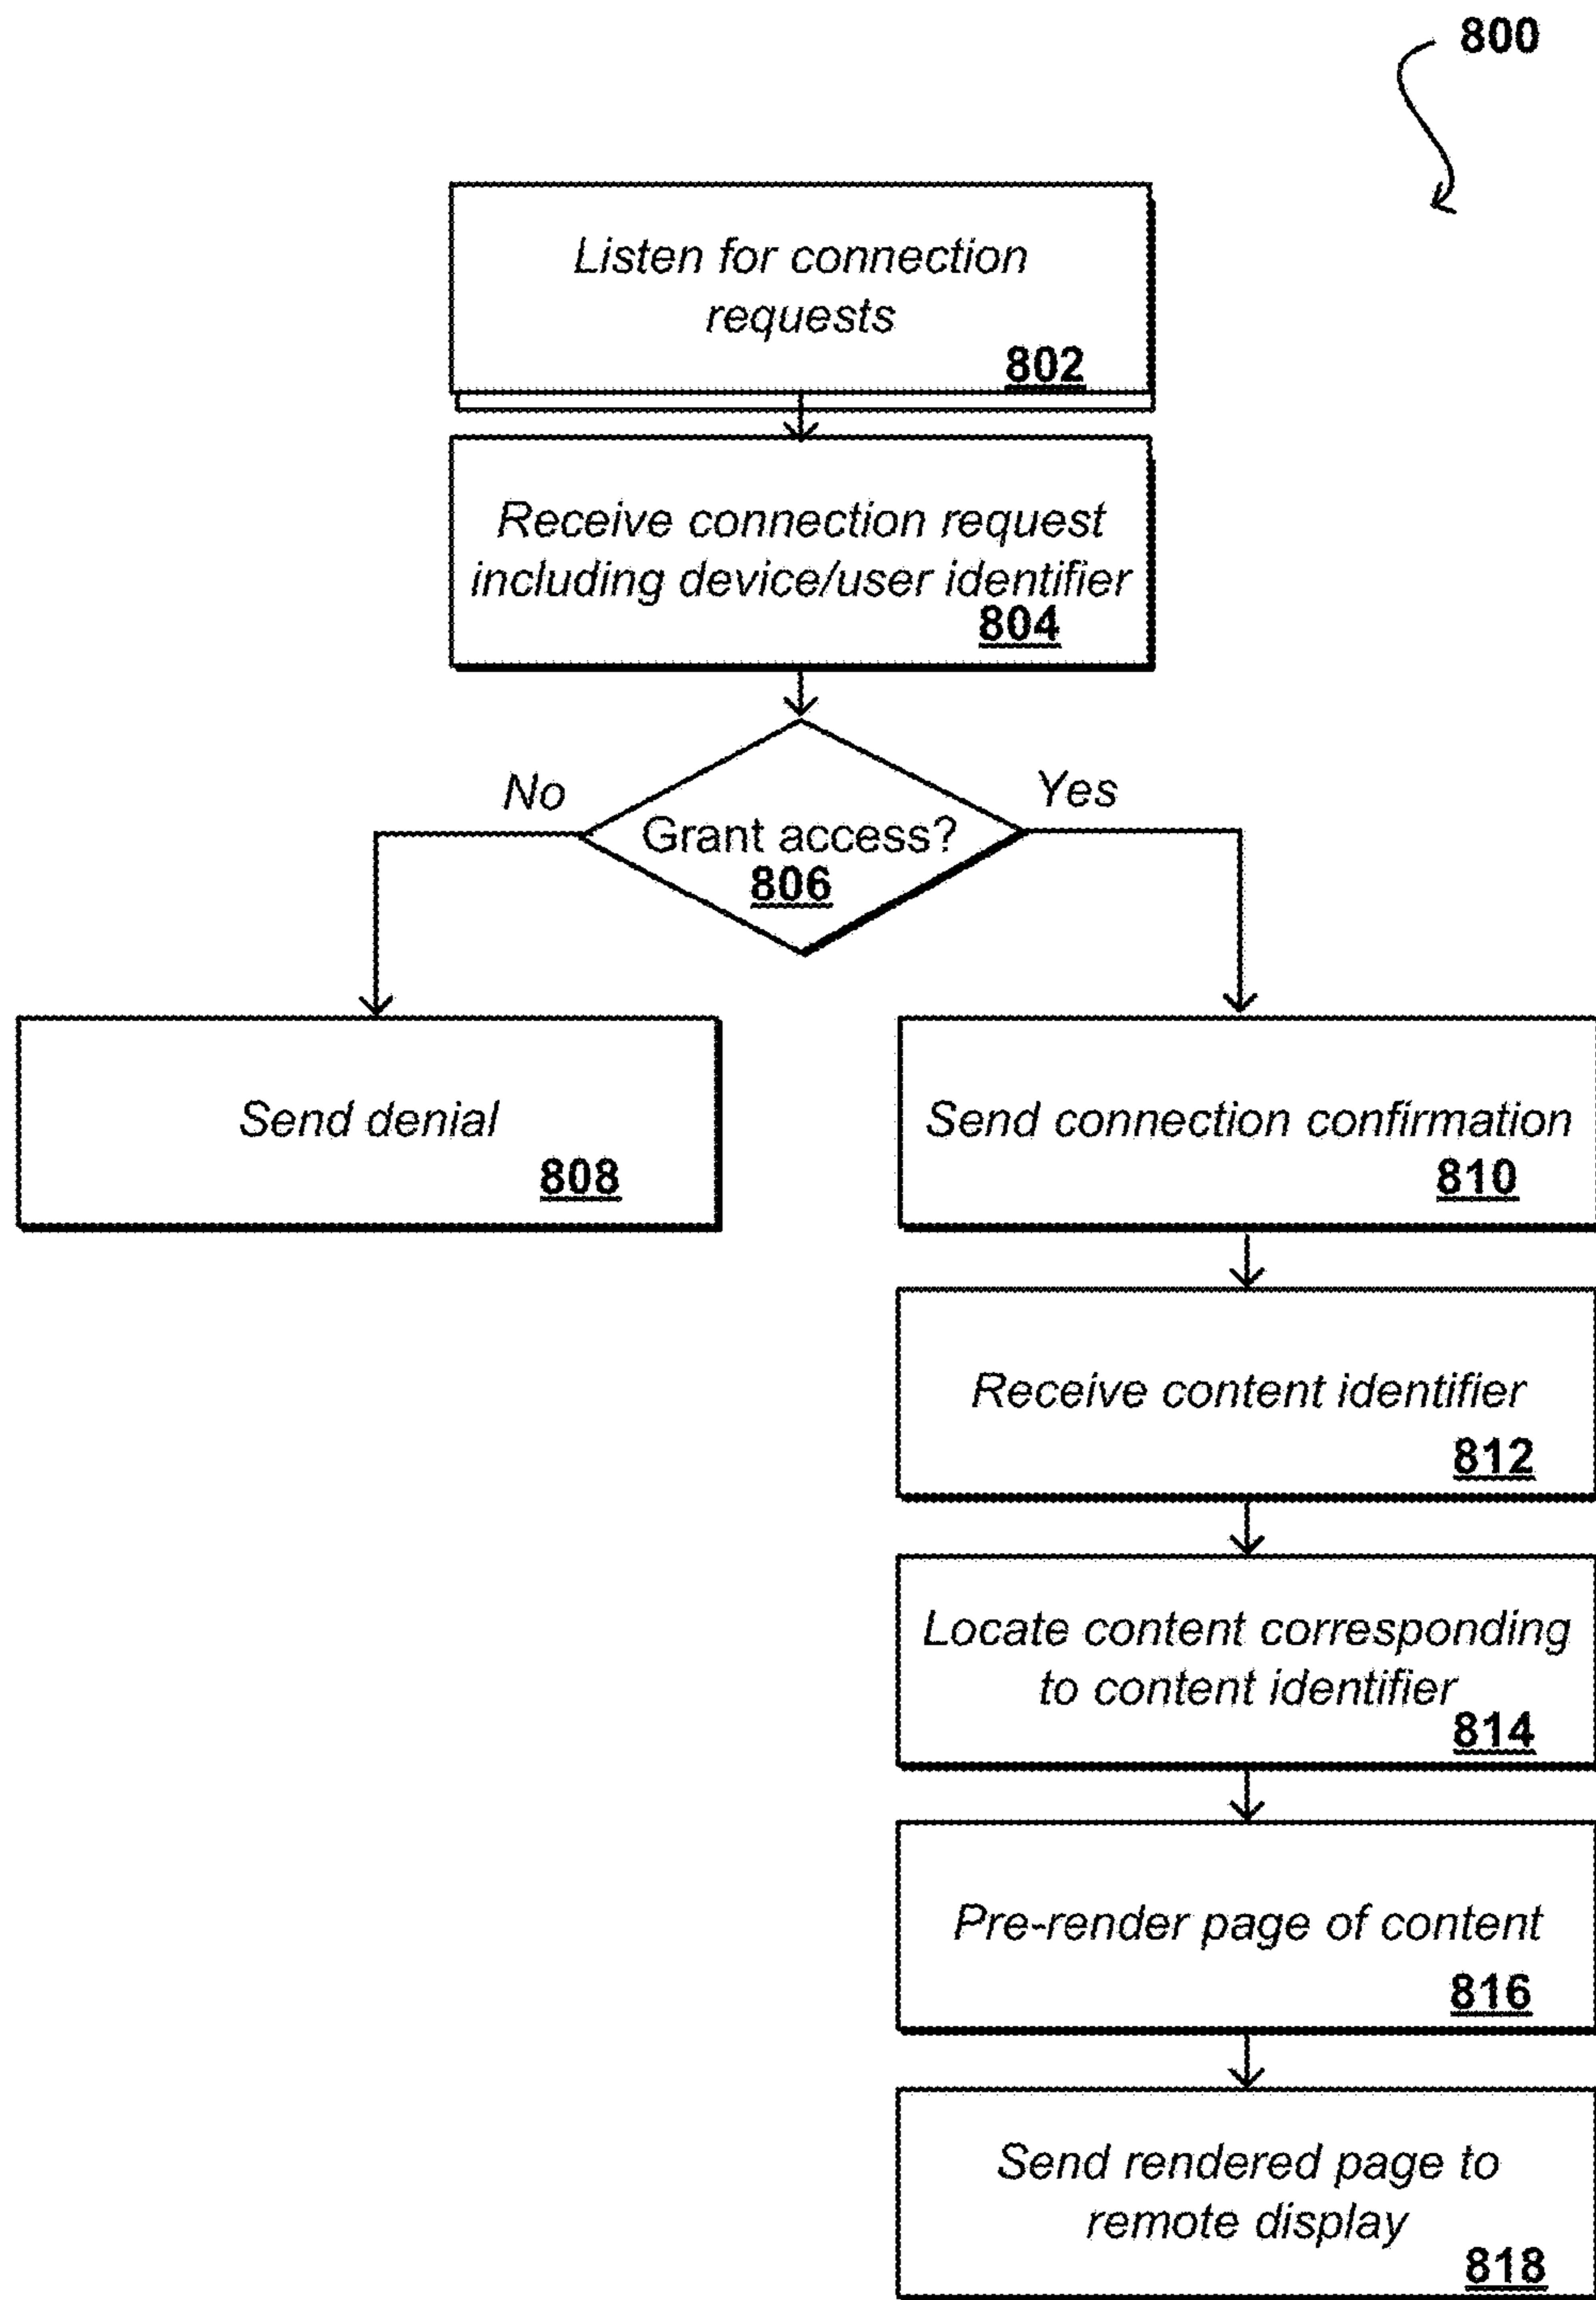 800
Listen for connection
requests
802
Receive connection request
including device/user identifier
804
No
Yes
Grant access?
806
Send denial
808
Send connection confirmation
810
Receive content identifier
812
Locate content corresponding
to content identifier
814
Pre-render page of content
816
Send rendered page to
remote display
818